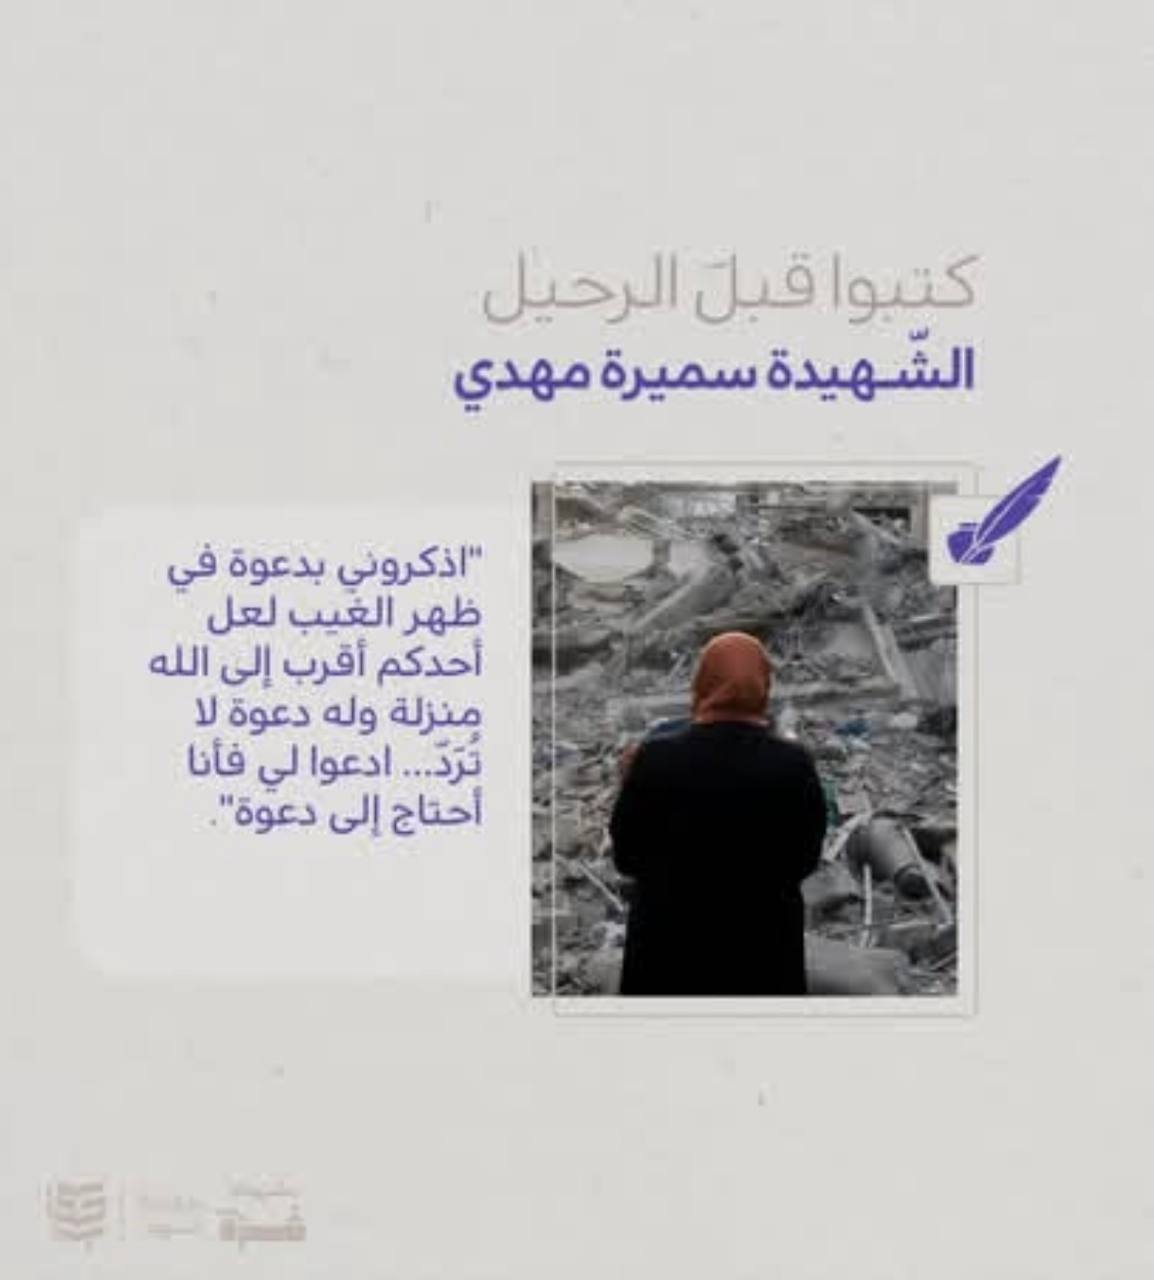 كتبوا قبلَ الرحيل
الشّهيدة سميرة مهدي
"اذكروني بدعوة في
ظهر الغيب لعل
أحدكم أقرب إلى الله
منزلة وله دعوة لا
تُرَدّ... ادعوا لي فأنا
أحتاج إلى دعوة".